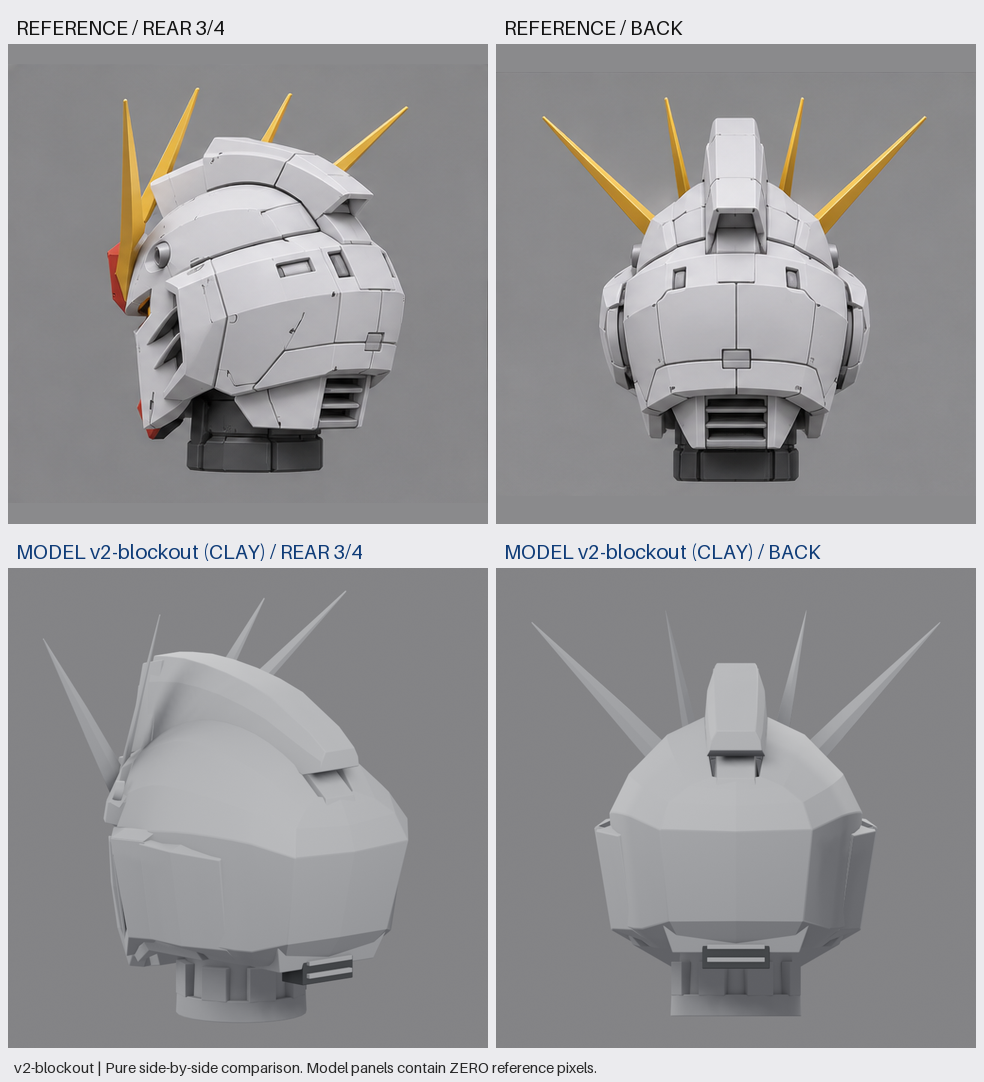 REFERENCE / REAR 3/4
REFERENCE / BACK
MODEL v2-blockout (CLAY) / REAR 3/4
MODEL v2-blockout (CLAY) / BACK
v2-blockout | Pure side-by-side comparison. Model panels contain ZERO reference pixels.